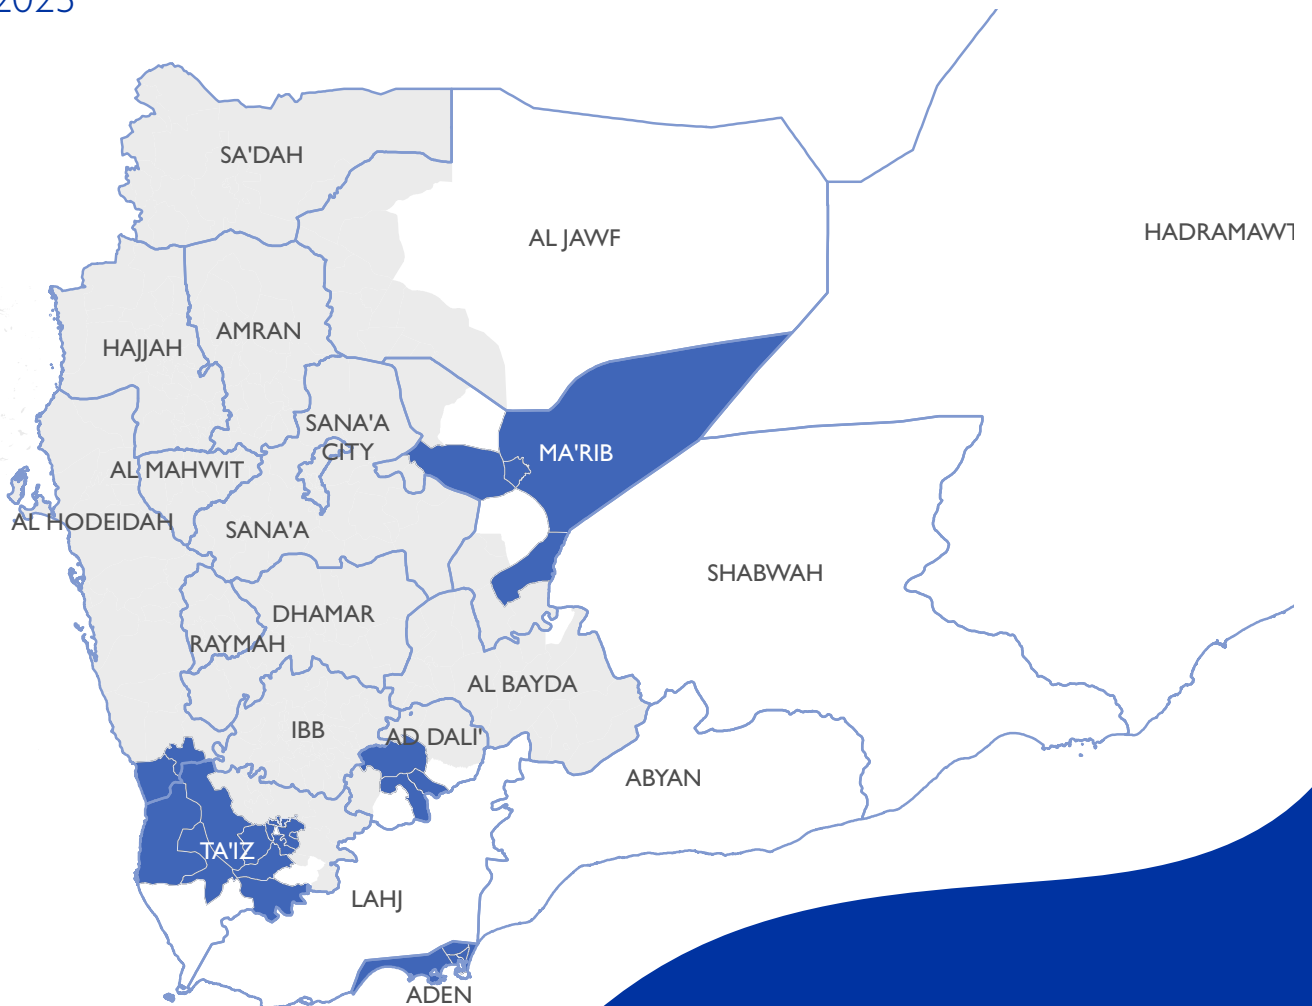 2025
SA'DAH
AL JAWF
HADRAMAWT
HAJJAH
AMRAN
SANA'A
CITY
MA'RIB
AL MAHWIT
AL HODEIDAH
SANA'A
SHABWAH
DHAMAR
RAYMAH
AL BAYDA
IBB
AD DALI'
ABYAN
TA'IZ
LAHJ
ADEN